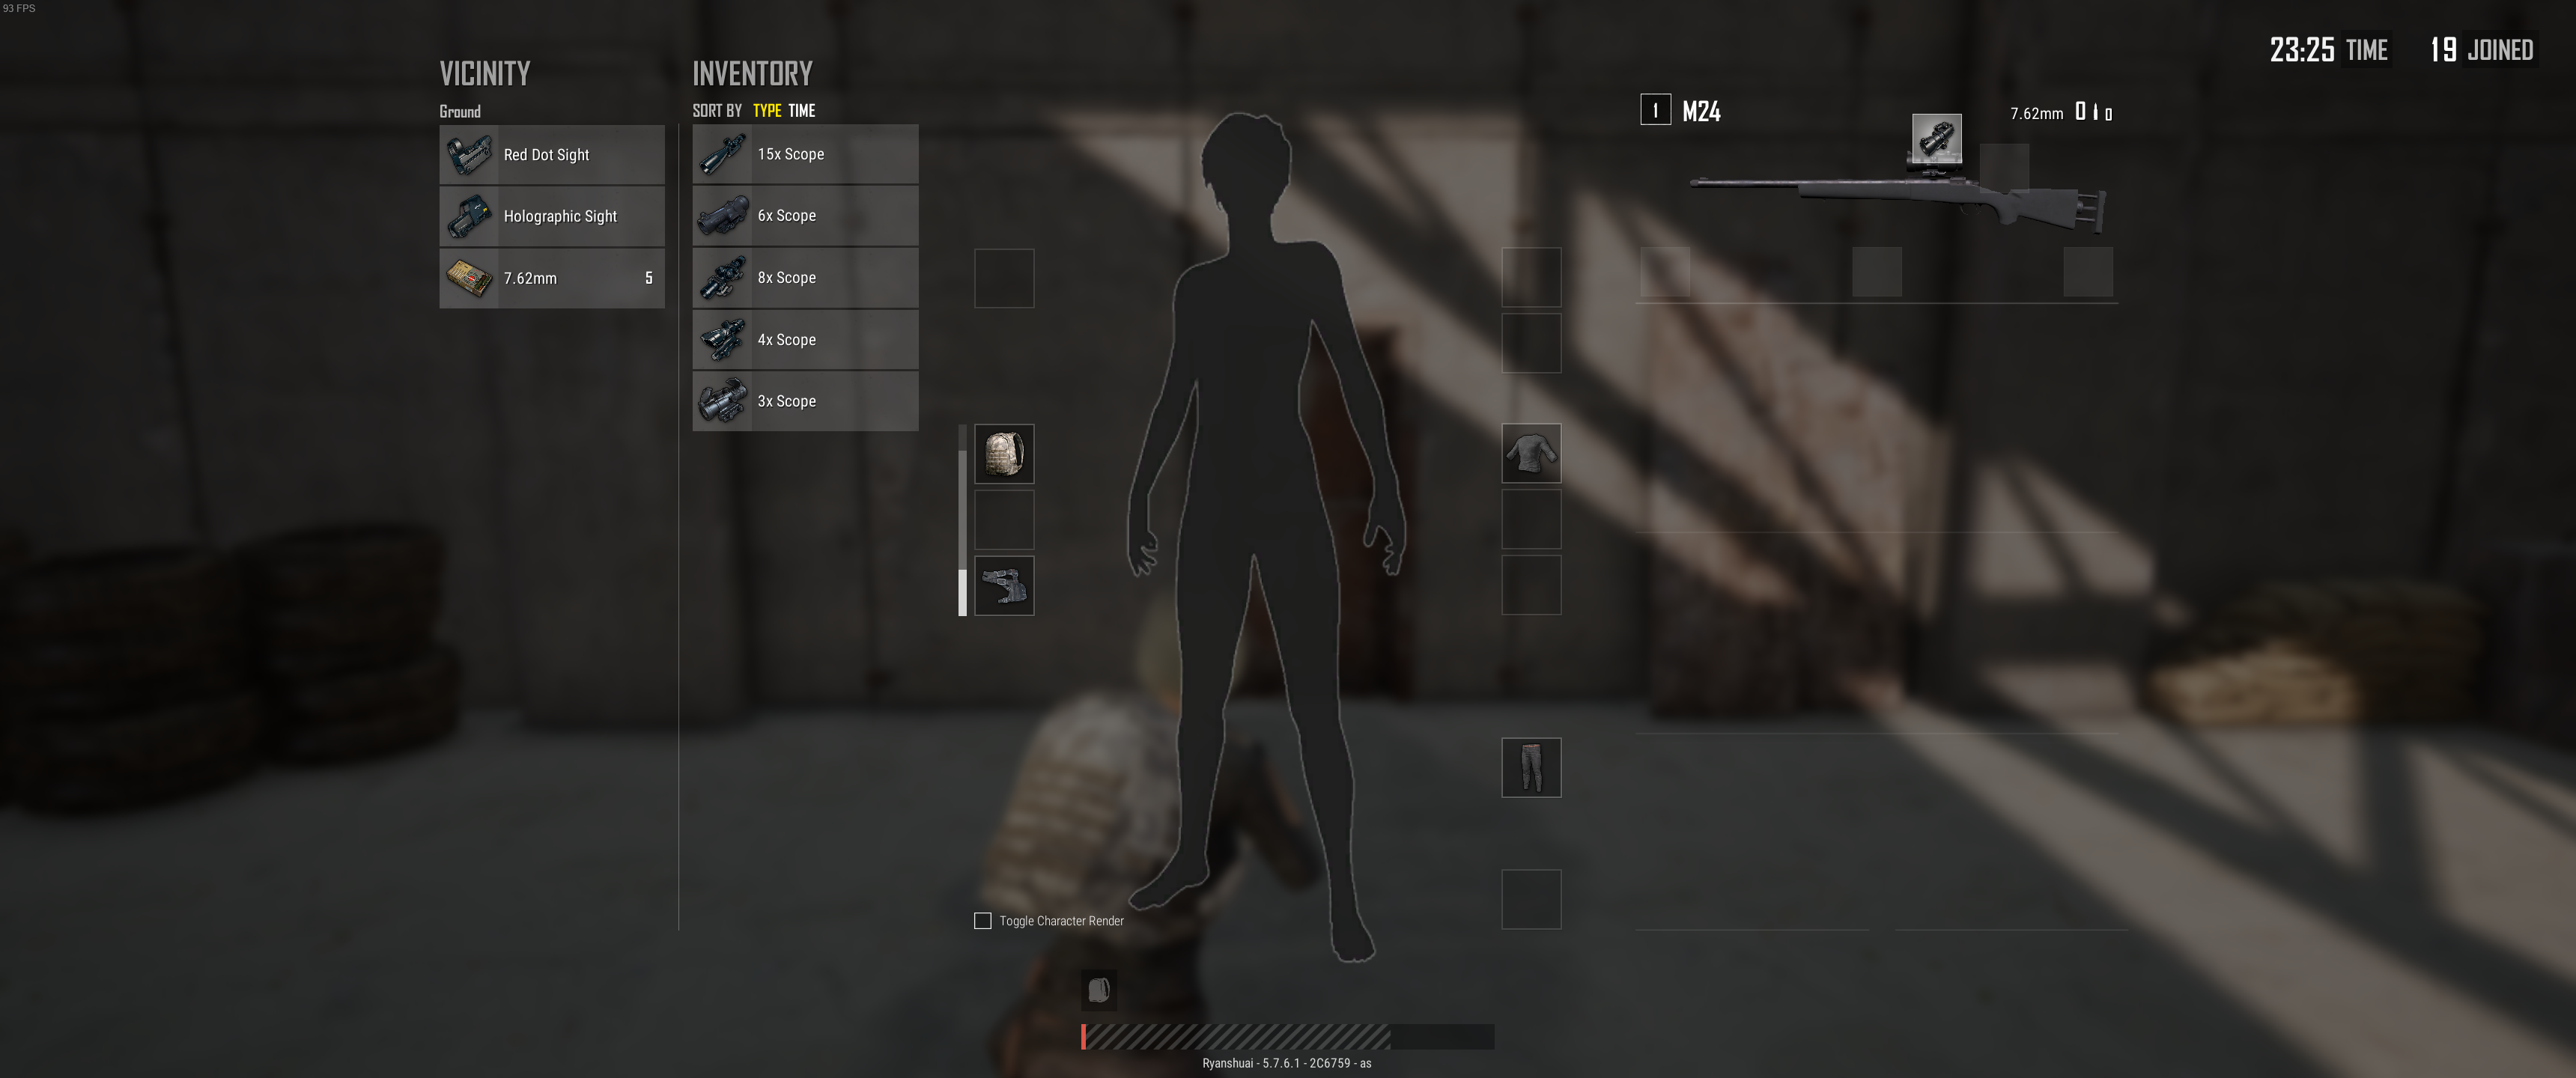 93 FPS
23:25 TIME 19 JOINED
VICINITY
Ground
Red Dot Sight
Holographic Sight
7.62mm 5
INVENTORY
SORT BY TYPE TIME
15x Scope
6x Scope
8x Scope
4x Scope
3x Scope
1 M24 7.62mm 0 0
Toggle Character Render
Ryanshuai - 5.7.6.1 - 2C6759 - as